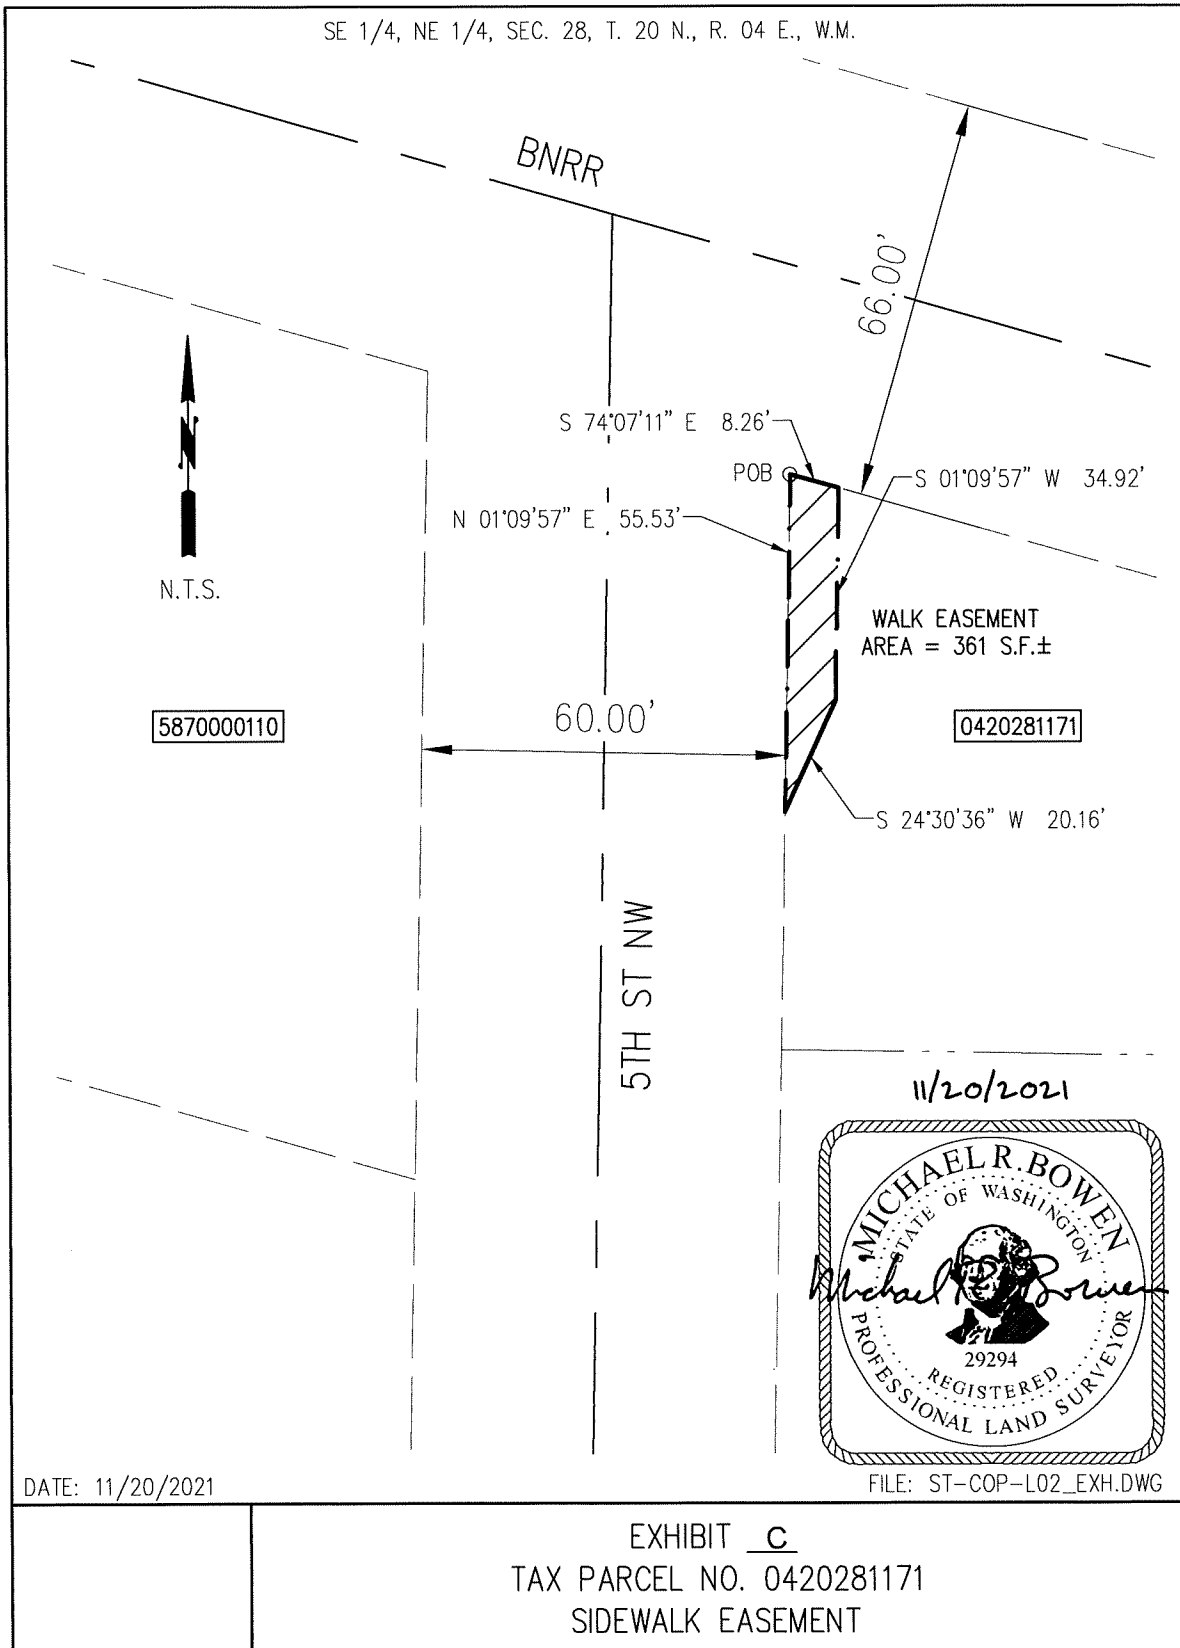 SE 1/4, NE 1/4, SEC. 28, T. 20 N., R. 04 E., W.M.
BNRR
66.00'
S 74°07'11" E 8.26'
POB
S 01°09'57" W 34.92'
N 01°09'57" E 55.53'
N
N.T.S.
WALK EASEMENT
AREA = 361 S.F.±
5870000110
60.00'
0420281171
S 24°30'36" W 20.16'
5TH ST NW
11/20/2021
MICHAEL R. BOWEN
STATE OF WASHINGTON
Michael R Bowen
29294
REGISTERED
PROFESSIONAL LAND SURVEYOR
DATE: 11/20/2021
FILE: ST-COP-L02_EXH.DWG
EXHIBIT C
TAX PARCEL NO. 0420281171
SIDEWALK EASEMENT